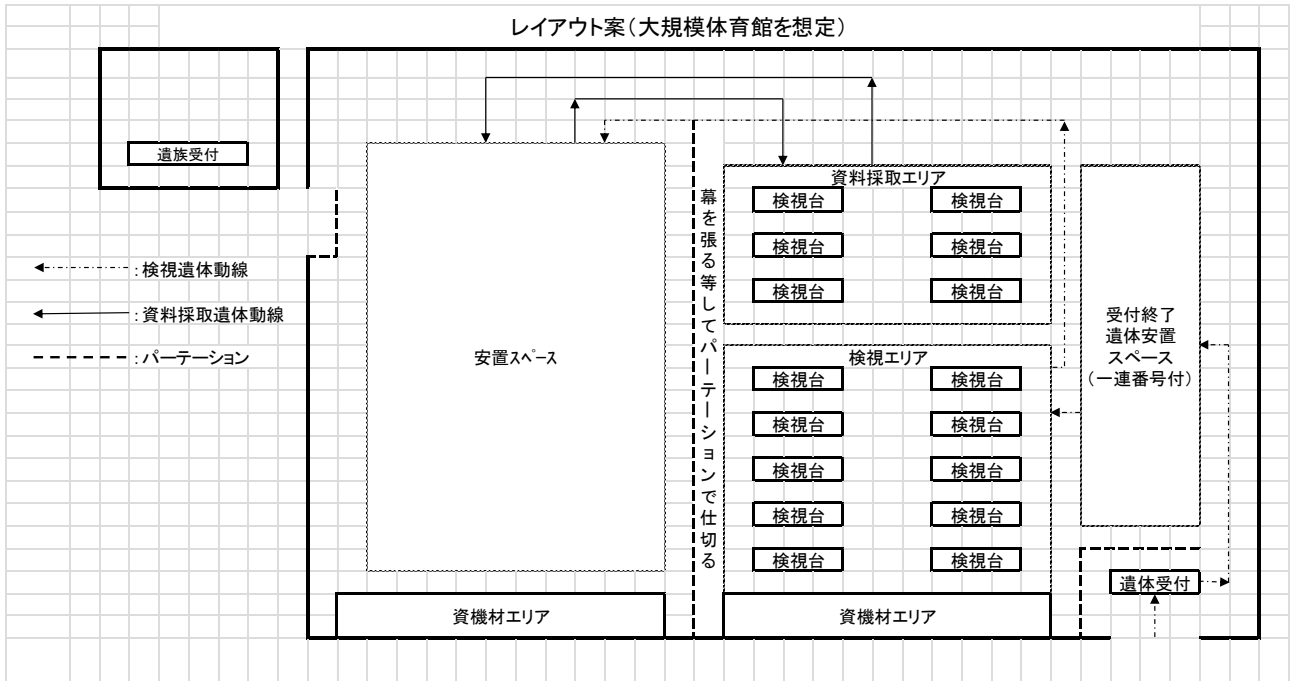 レイアウト案(大規模体育館を想定)
遺族受付
:検視遺体動線
:資料採取遺体動線
:パーテーション
安置スペース
資機材エリア
幕を張る等してパーテーションで仕切る
資料採取エリア
検視台
検視台
検視台
検視台
検視台
検視台
検視エリア
検視台
検視台
検視台
検視台
検視台
検視台
検視台
検視台
検視台
検視台
資機材エリア
受付終了
遺体安置
スペース
(一連番号付)
遺体受付